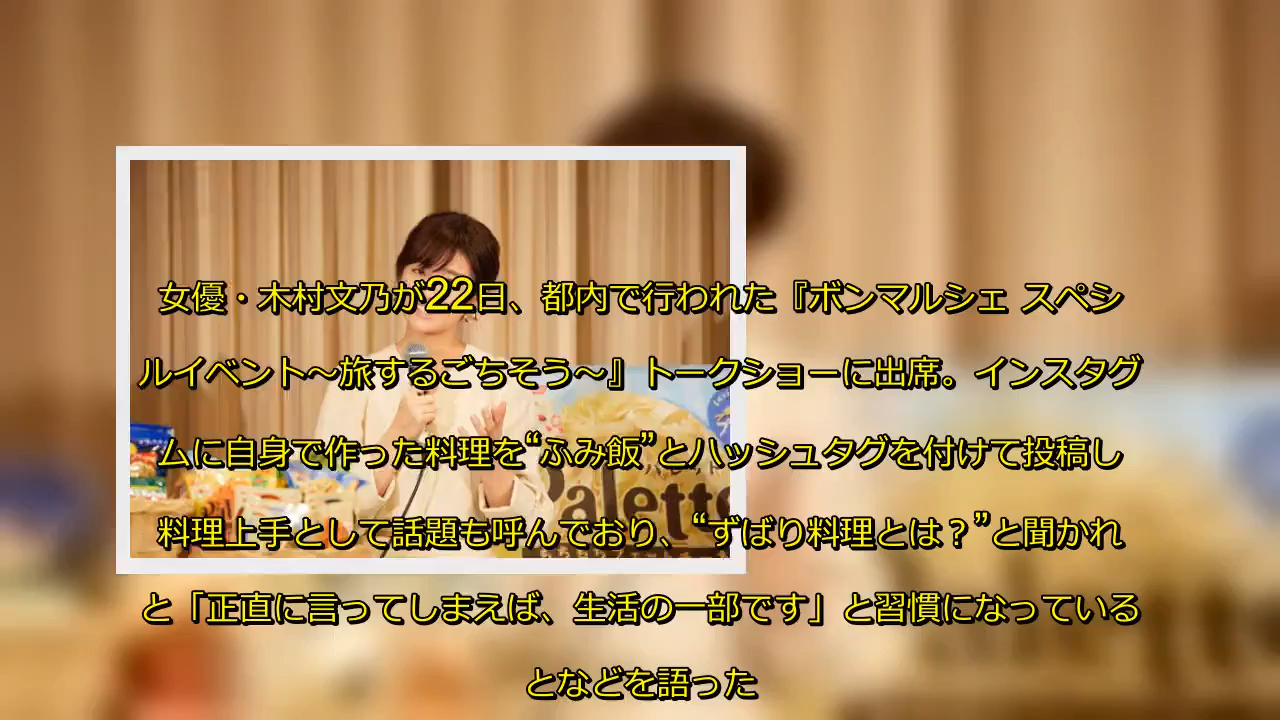 女優・木村文乃が22日、都内で行われた『ボンマルシェ スペシ
ルイベント～旅するごちそう～』トークショーに出席。インスタグ
ムに自身で作った料理を“ふみ飯”とハッシュタグを付けて投稿し
料理上手として話題も呼んでおり、“ずばり料理とは？”と聞かれ
と「正直に言ってしまえば、生活の一部です」と習慣になっている
となどを語った
Palette